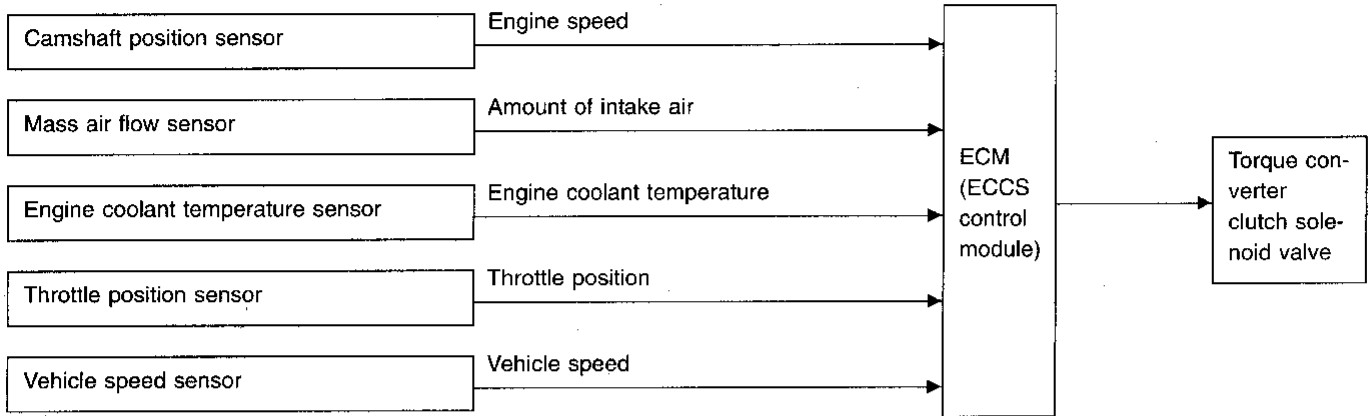 Camshaft position sensor
Engine speed
Mass air flow sensor
Amount of intake air
Engine coolant temperature sensor
Engine coolant temperature
Throttle position sensor
Throttle position
Vehicle speed sensor
Vehicle speed
ECM
(ECCS
control
module)
Torque con-
verter
clutch sole-
noid valve